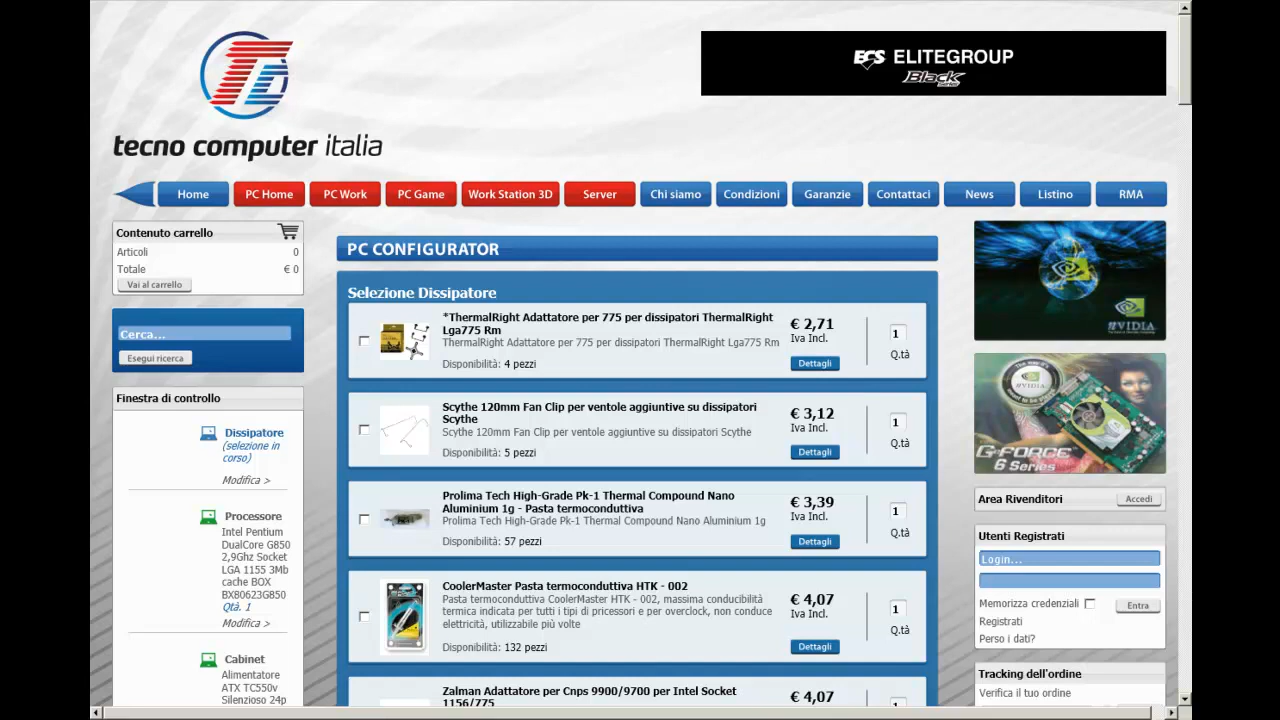 ECS ELITEGROUP
Black
tecno computer italia
Home
PC Home
PC Work
PC Game
Work Station 3D
Server
Chi siamo
Condizioni
Garanzie
Contattaci
News
Listino
RMA
Contenuto carrello
Articoli 0
Totale € 0
Vai al carrello
Cerca...
Esegui ricerca
Finestra di controllo
Dissipatore
(selezione in
corso)
Modifica >
Processore
Intel Pentium
DualCore G850
2,9Ghz Socket
LGA 1155 3Mb
cache BOX
BX80623G850
Qtà. 1
Modifica >
Cabinet
Alimentatore
ATX TC550v
Silenzioso 24p
PC CONFIGURATOR
Selezione Dissipatore
*ThermalRight Adattatore per 775 per dissipatori ThermalRight
Lga775 Rm
ThermalRight Adattatore per 775 per dissipatori ThermalRight Lga775 Rm
Disponibilità: 4 pezzi
€ 2,71
Iva Incl.
Dettagli
1
Q.tà
Scythe 120mm Fan Clip per ventole aggiuntive su dissipatori
Scythe
Scythe 120mm Fan Clip per ventole aggiuntive su dissipatori Scythe
Disponibilità: 5 pezzi
€ 3,12
Iva Incl.
Dettagli
1
Q.tà
Prolima Tech High-Grade Pk-1 Thermal Compound Nano
Aluminium 1g - Pasta termoconduttiva
Prolima Tech High-Grade Pk-1 Thermal Compound Nano Aluminium 1g
Disponibilità: 57 pezzi
€ 3,39
Iva Incl.
Dettagli
1
Q.tà
CoolerMaster Pasta termoconduttiva HTK - 002
Pasta termoconduttiva CoolerMaster HTK - 002, massima conducibilità
termica indicata per tutti i tipi di pricessori e per overclock, non conduce
elettricità, utilizzabile più volte
Disponibilità: 132 pezzi
€ 4,07
Iva Incl.
Dettagli
1
Q.tà
Zalman Adattatore per Cnps 9900/9700 per Intel Socket
1156/775
€ 4,07
Iva Incl.
1
NVIDIA
NVIDIA
G-FORCE
6 Series
Area Rivenditori
Accedi
Utenti Registrati
Login...
Memorizza credenziali
Entra
Registrati
Perso i dati?
Tracking dell'ordine
Verifica il tuo ordine